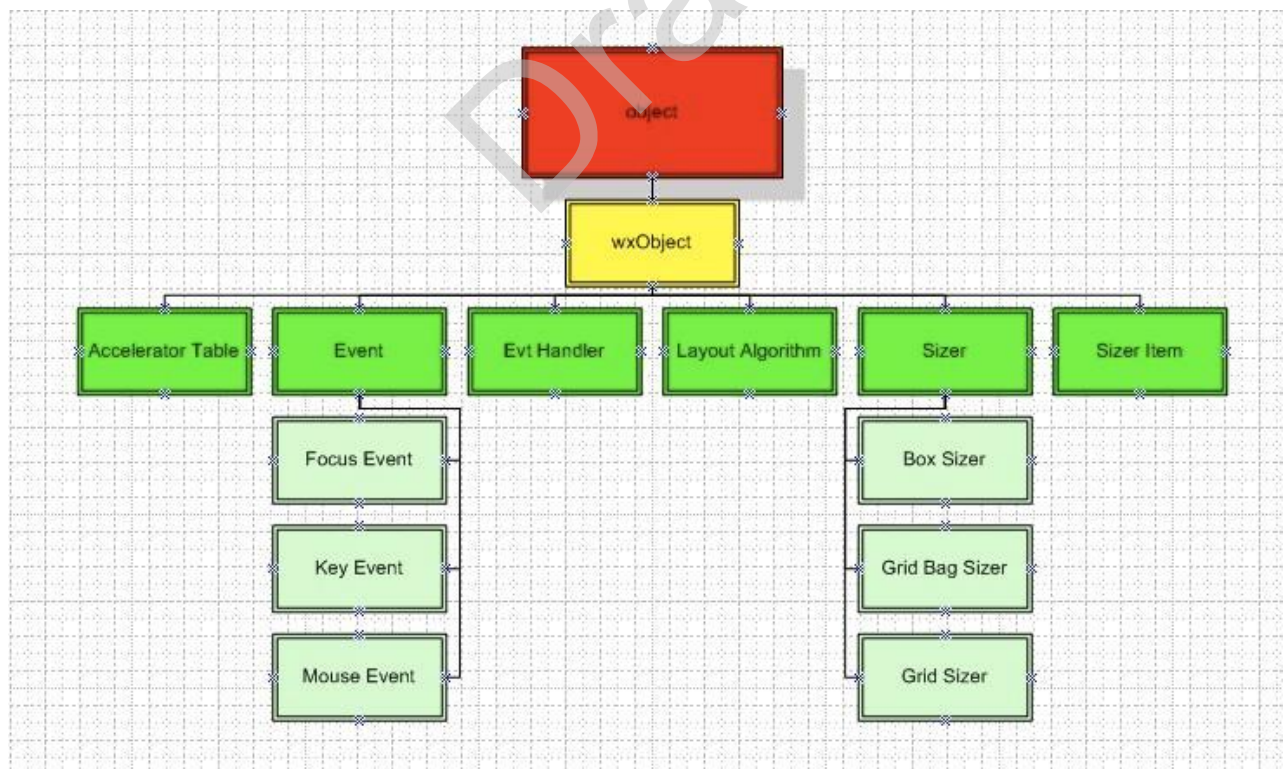 object
wxObject
Accelerator Table
Event
Evt Handler
Layout Algorithm
Sizer
Sizer Item
Focus Event
Box Sizer
Key Event
Grid Bag Sizer
Mouse Event
Grid Sizer